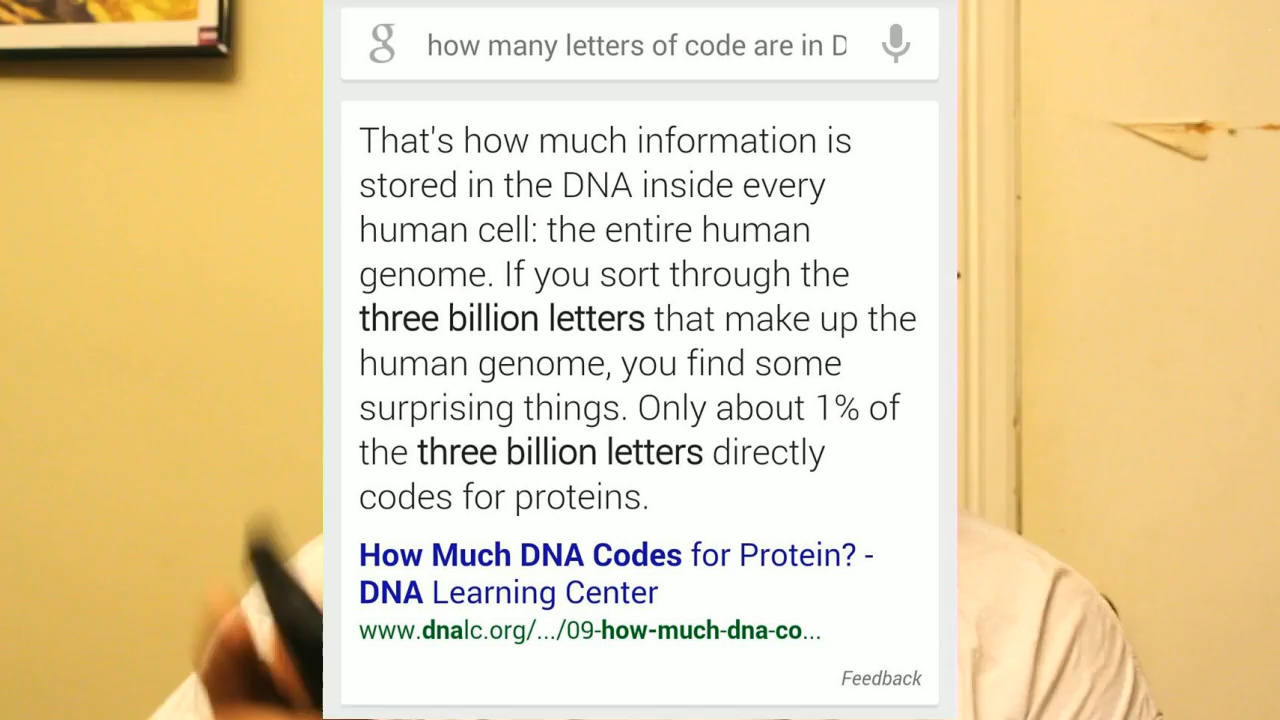 g how many letters of code are in D
That's how much information is
stored in the DNA inside every
human cell: the entire human
genome. If you sort through the
three billion letters that make up the
human genome, you find some
surprising things. Only about 1% of
the three billion letters directly
codes for proteins.
How Much DNA Codes for Protein? -
DNA Learning Center
www.dnalc.org/.../09-how-much-dna-co...
Feedback